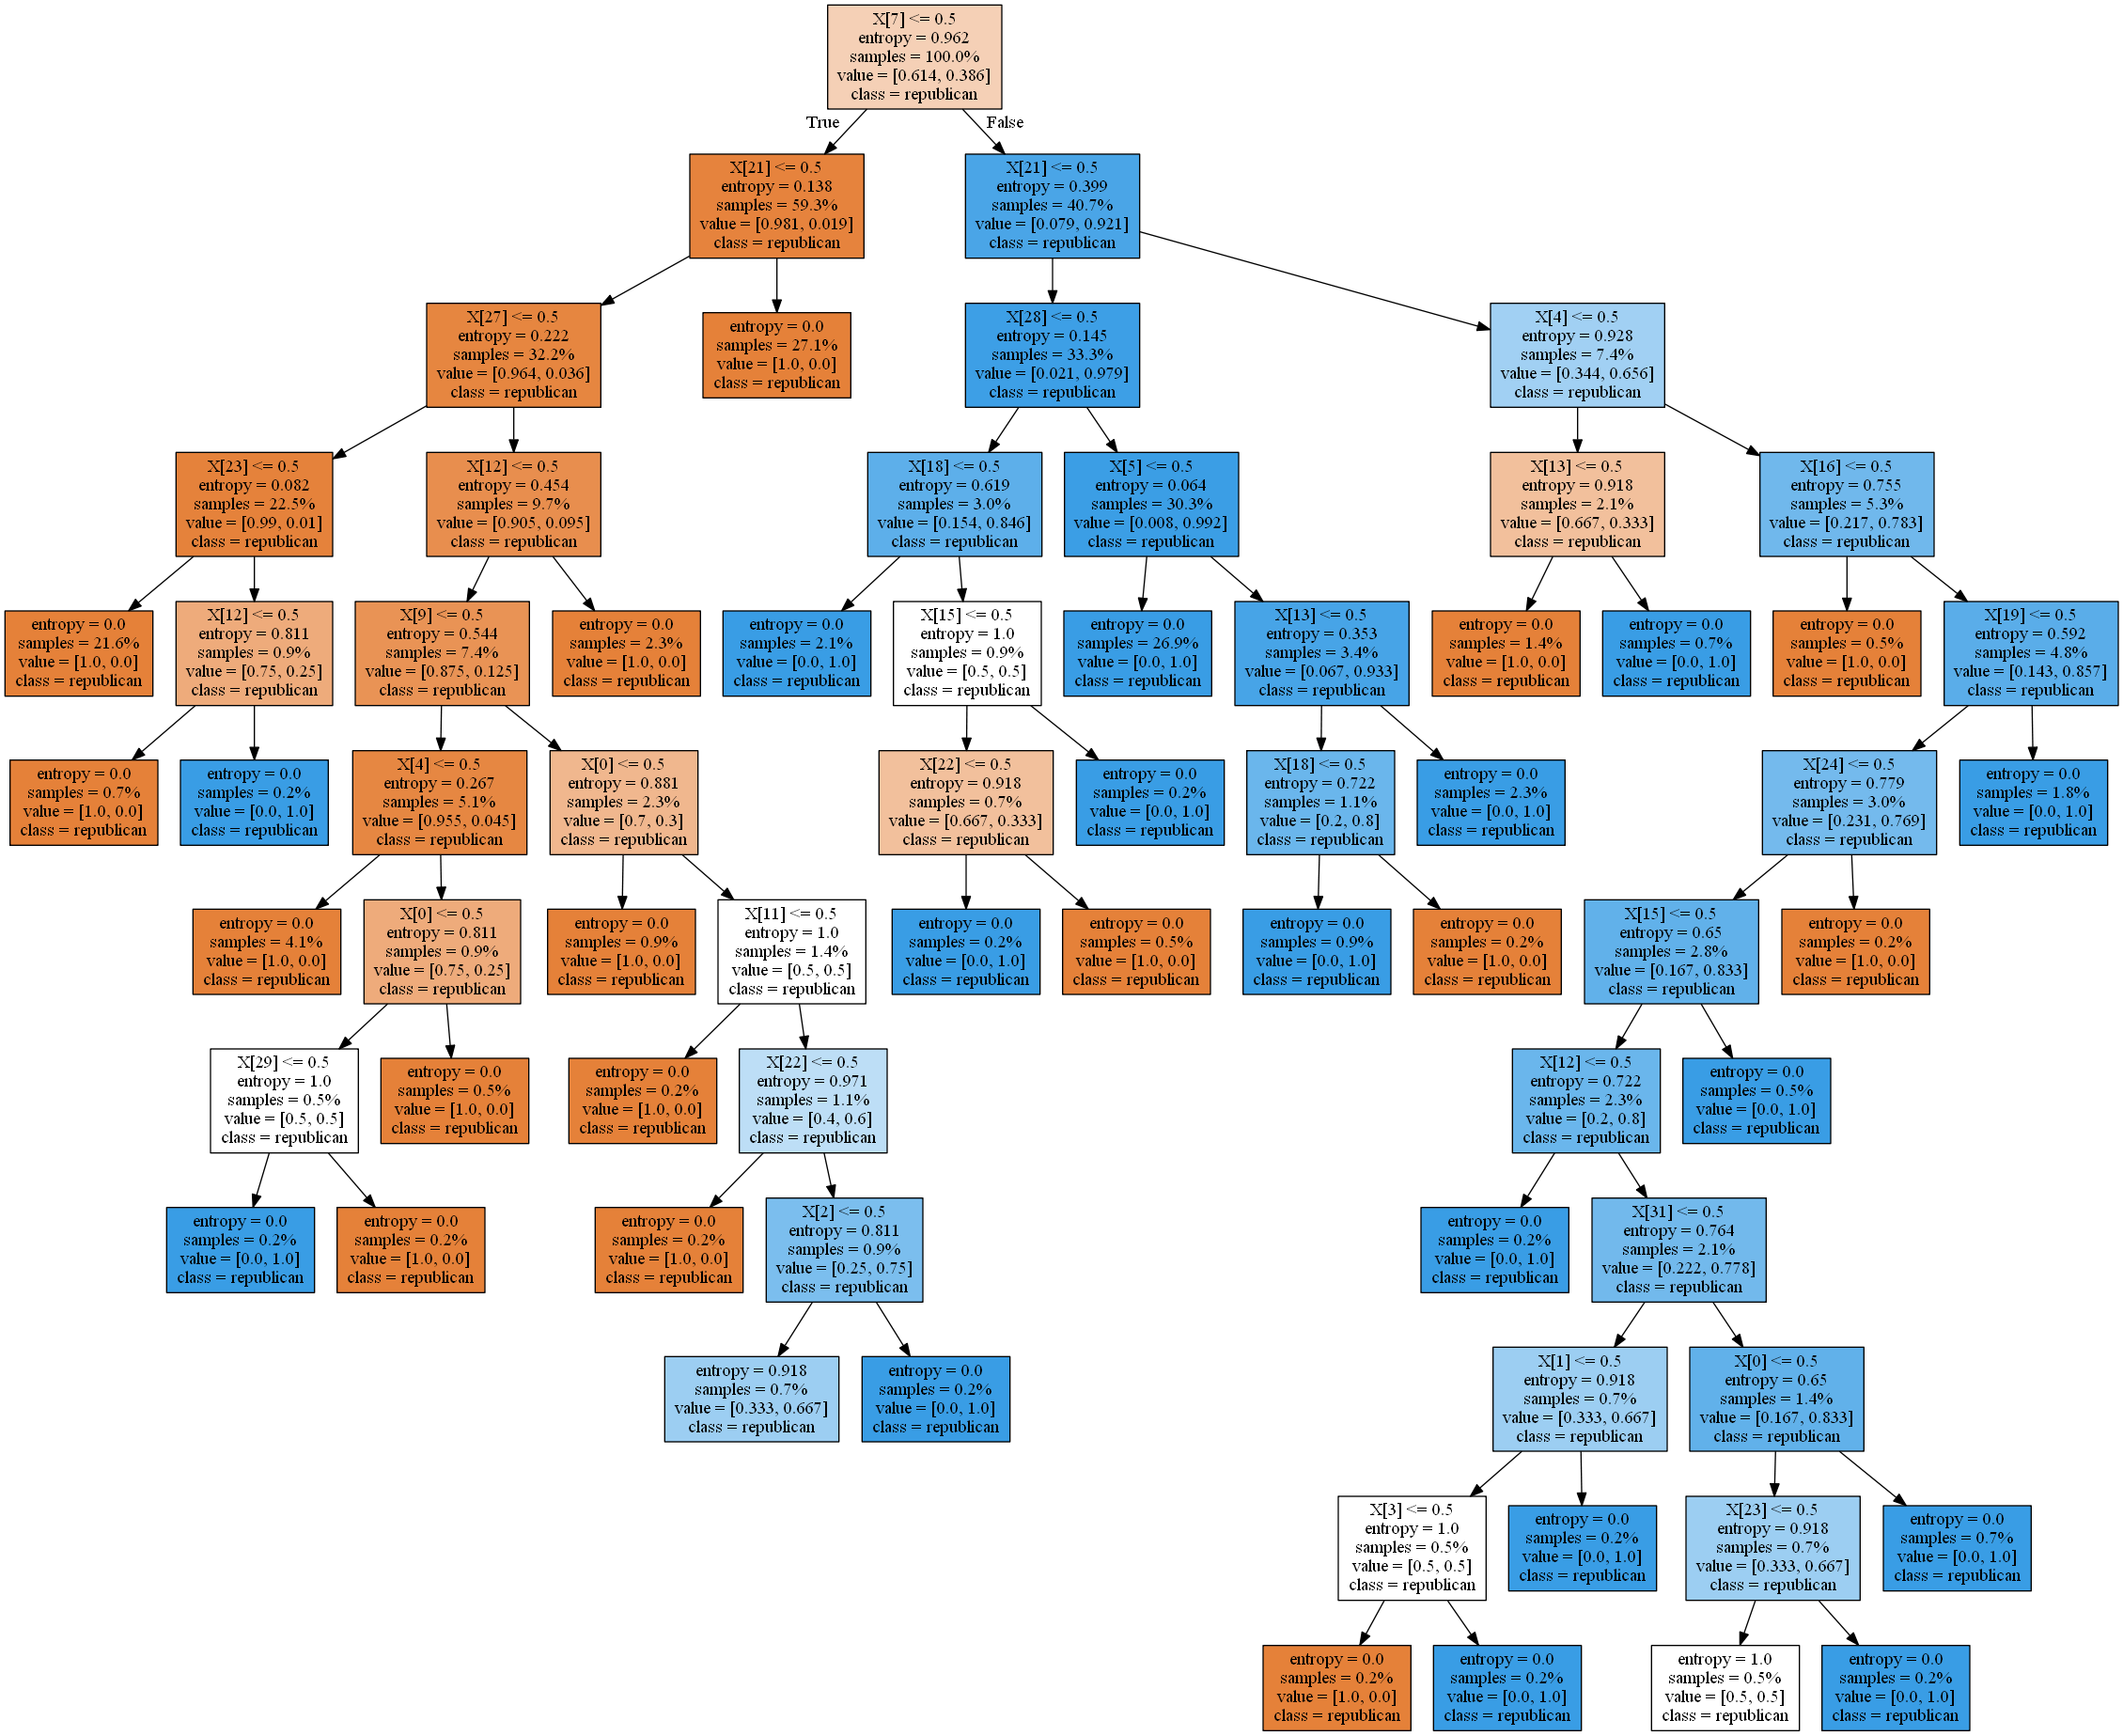 X[7] <= 0.5
entropy = 0.962
samples = 100.0%
value = [0.614, 0.386]
class = republican
True
False
X[21] <= 0.5
entropy = 0.138
samples = 59.3%
value = [0.981, 0.019]
class = republican
X[21] <= 0.5
entropy = 0.399
samples = 40.7%
value = [0.079, 0.921]
class = republican
X[27] <= 0.5
entropy = 0.222
samples = 32.2%
value = [0.964, 0.036]
class = republican
entropy = 0.0
samples = 27.1%
value = [1.0, 0.0]
class = republican
X[28] <= 0.5
entropy = 0.145
samples = 33.3%
value = [0.021, 0.979]
class = republican
X[4] <= 0.5
entropy = 0.928
samples = 7.4%
value = [0.344, 0.656]
class = republican
X[23] <= 0.5
entropy = 0.082
samples = 22.5%
value = [0.99, 0.01]
class = republican
X[12] <= 0.5
entropy = 0.454
samples = 9.7%
value = [0.905, 0.095]
class = republican
X[18] <= 0.5
entropy = 0.619
samples = 3.0%
value = [0.154, 0.846]
class = republican
X[5] <= 0.5
entropy = 0.064
samples = 30.3%
value = [0.008, 0.992]
class = republican
X[13] <= 0.5
entropy = 0.918
samples = 2.1%
value = [0.667, 0.333]
class = republican
X[16] <= 0.5
entropy = 0.755
samples = 5.3%
value = [0.217, 0.783]
class = republican
entropy = 0.0
samples = 21.6%
value = [1.0, 0.0]
class = republican
X[12] <= 0.5
entropy = 0.811
samples = 0.9%
value = [0.75, 0.25]
class = republican
X[9] <= 0.5
entropy = 0.544
samples = 7.4%
value = [0.875, 0.125]
class = republican
entropy = 0.0
samples = 2.3%
value = [1.0, 0.0]
class = republican
entropy = 0.0
samples = 2.1%
value = [0.0, 1.0]
class = republican
X[15] <= 0.5
entropy = 1.0
samples = 0.9%
value = [0.5, 0.5]
class = republican
entropy = 0.0
samples = 26.9%
value = [0.0, 1.0]
class = republican
X[13] <= 0.5
entropy = 0.353
samples = 3.4%
value = [0.067, 0.933]
class = republican
entropy = 0.0
samples = 1.4%
value = [1.0, 0.0]
class = republican
entropy = 0.0
samples = 0.7%
value = [0.0, 1.0]
class = republican
entropy = 0.0
samples = 0.5%
value = [1.0, 0.0]
class = republican
X[19] <= 0.5
entropy = 0.592
samples = 4.8%
value = [0.143, 0.857]
class = republican
entropy = 0.0
samples = 0.7%
value = [1.0, 0.0]
class = republican
entropy = 0.0
samples = 0.2%
value = [0.0, 1.0]
class = republican
X[4] <= 0.5
entropy = 0.267
samples = 5.1%
value = [0.955, 0.045]
class = republican
X[0] <= 0.5
entropy = 0.881
samples = 2.3%
value = [0.7, 0.3]
class = republican
X[22] <= 0.5
entropy = 0.918
samples = 0.7%
value = [0.667, 0.333]
class = republican
entropy = 0.0
samples = 0.2%
value = [0.0, 1.0]
class = republican
X[18] <= 0.5
entropy = 0.722
samples = 1.1%
value = [0.2, 0.8]
class = republican
entropy = 0.0
samples = 2.3%
value = [0.0, 1.0]
class = republican
X[24] <= 0.5
entropy = 0.779
samples = 3.0%
value = [0.231, 0.769]
class = republican
entropy = 0.0
samples = 1.8%
value = [0.0, 1.0]
class = republican
entropy = 0.0
samples = 4.1%
value = [1.0, 0.0]
class = republican
X[0] <= 0.5
entropy = 0.811
samples = 0.9%
value = [0.75, 0.25]
class = republican
entropy = 0.0
samples = 0.9%
value = [1.0, 0.0]
class = republican
X[11] <= 0.5
entropy = 1.0
samples = 1.4%
value = [0.5, 0.5]
class = republican
entropy = 0.0
samples = 0.2%
value = [0.0, 1.0]
class = republican
entropy = 0.0
samples = 0.5%
value = [1.0, 0.0]
class = republican
entropy = 0.0
samples = 0.9%
value = [0.0, 1.0]
class = republican
entropy = 0.0
samples = 0.2%
value = [1.0, 0.0]
class = republican
X[15] <= 0.5
entropy = 0.65
samples = 2.8%
value = [0.167, 0.833]
class = republican
entropy = 0.0
samples = 0.2%
value = [1.0, 0.0]
class = republican
X[29] <= 0.5
entropy = 1.0
samples = 0.5%
value = [0.5, 0.5]
class = republican
entropy = 0.0
samples = 0.5%
value = [1.0, 0.0]
class = republican
entropy = 0.0
samples = 0.2%
value = [1.0, 0.0]
class = republican
X[22] <= 0.5
entropy = 0.971
samples = 1.1%
value = [0.4, 0.6]
class = republican
X[12] <= 0.5
entropy = 0.722
samples = 2.3%
value = [0.2, 0.8]
class = republican
entropy = 0.0
samples = 0.5%
value = [0.0, 1.0]
class = republican
entropy = 0.0
samples = 0.2%
value = [0.0, 1.0]
class = republican
entropy = 0.0
samples = 0.2%
value = [1.0, 0.0]
class = republican
entropy = 0.0
samples = 0.2%
value = [1.0, 0.0]
class = republican
X[2] <= 0.5
entropy = 0.811
samples = 0.9%
value = [0.25, 0.75]
class = republican
entropy = 0.0
samples = 0.2%
value = [0.0, 1.0]
class = republican
X[31] <= 0.5
entropy = 0.764
samples = 2.1%
value = [0.222, 0.778]
class = republican
entropy = 0.918
samples = 0.7%
value = [0.333, 0.667]
class = republican
entropy = 0.0
samples = 0.2%
value = [0.0, 1.0]
class = republican
X[1] <= 0.5
entropy = 0.918
samples = 0.7%
value = [0.333, 0.667]
class = republican
X[0] <= 0.5
entropy = 0.65
samples = 1.4%
value = [0.167, 0.833]
class = republican
X[3] <= 0.5
entropy = 1.0
samples = 0.5%
value = [0.5, 0.5]
class = republican
entropy = 0.0
samples = 0.2%
value = [0.0, 1.0]
class = republican
X[23] <= 0.5
entropy = 0.918
samples = 0.7%
value = [0.333, 0.667]
class = republican
entropy = 0.0
samples = 0.7%
value = [0.0, 1.0]
class = republican
entropy = 0.0
samples = 0.2%
value = [1.0, 0.0]
class = republican
entropy = 0.0
samples = 0.2%
value = [0.0, 1.0]
class = republican
entropy = 1.0
samples = 0.5%
value = [0.5, 0.5]
class = republican
entropy = 0.0
samples = 0.2%
value = [0.0, 1.0]
class = republican